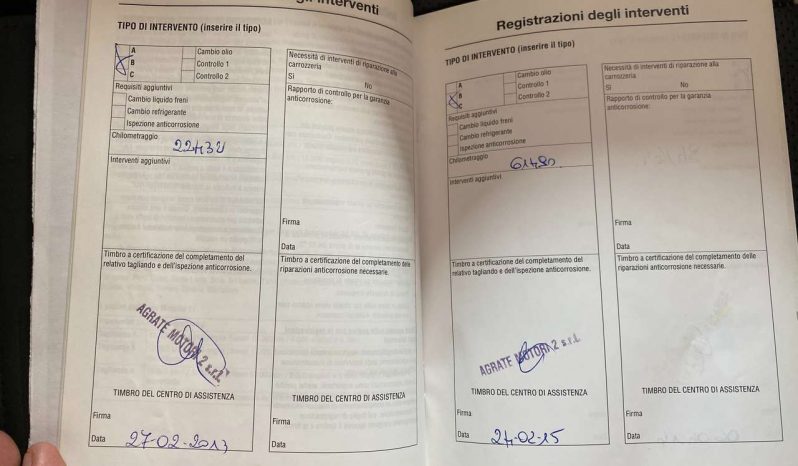 gli interventi
TIPO DI INTERVENTO (inserire il tipo)
A
B
C
Cambio olio
Controllo 1
Controllo 2
Requisiti aggiuntivi
Cambio liquido freni
Cambio refrigerante
Ispezione anticorrosione
Chilometraggio
Interventi aggiuntivi
Necessità di interventi di riparazione alla
carrozzeria
Sì No
Rapporto di controllo per la garanzia
anticorrosione:
Firma
Data
Timbro a certificazione del completamento del
relativo tagliando e dell'ispezione anticorrosione.
AGRATE MOTORI 2 s.r.l.
TIMBRO DEL CENTRO DI ASSISTENZA
Firma
Data 27-02-2013
Timbro a certificazione del completamento delle
riparazioni anticorrosione necessarie.
TIMBRO DEL CENTRO DI ASSISTENZA
Firma
Data
Registrazioni degli interventi
TIPO DI INTERVENTO (inserire il tipo)
A
B
C
Cambio olio
Controllo 1
Controllo 2
Requisiti aggiuntivi
Cambio liquido freni
Cambio refrigerante
Ispezione anticorrosione
Chilometraggio
61480
Interventi aggiuntivi
Necessità di interventi di riparazione alla
carrozzeria
Sì No
Rapporto di controllo per la garanzia
anticorrosione:
Firma
Data
Timbro a certificazione del completamento del
relativo tagliando e dell'ispezione anticorrosione.
AGRATE MOTORI 2 s.r.l.
TIMBRO DEL CENTRO DI ASSISTENZA
Firma
Data 24-02-15
Timbro a certificazione del completamento delle
riparazioni anticorrosione necessarie.
TIMBRO DEL CENTRO DI ASSISTENZA
Firma
Data